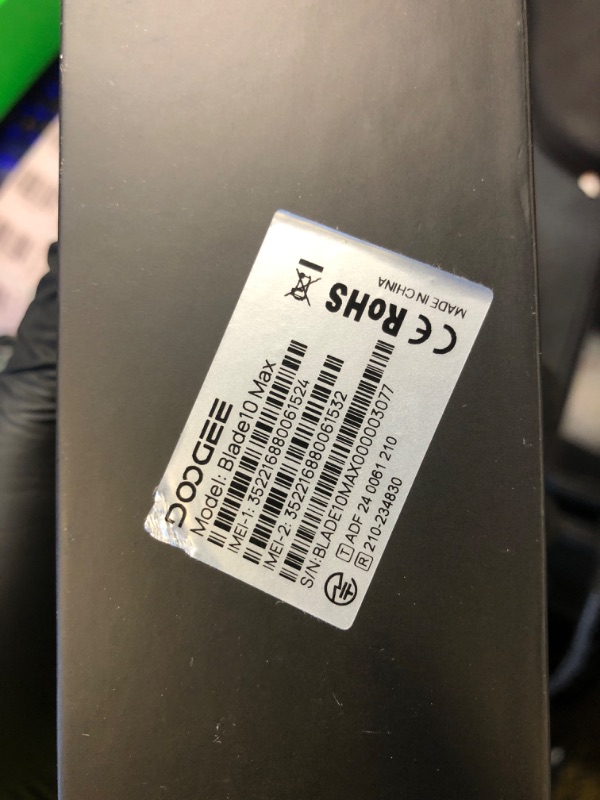 DOOGEE
Model: Blade10 Max
IMEI-1: 352216880061524
IMEI-2: 352216880061532
S/N:BLADE10MAX000003077
T ADF 24 0061 210
R 210-234830
CE RoHS
MADE IN CHINA